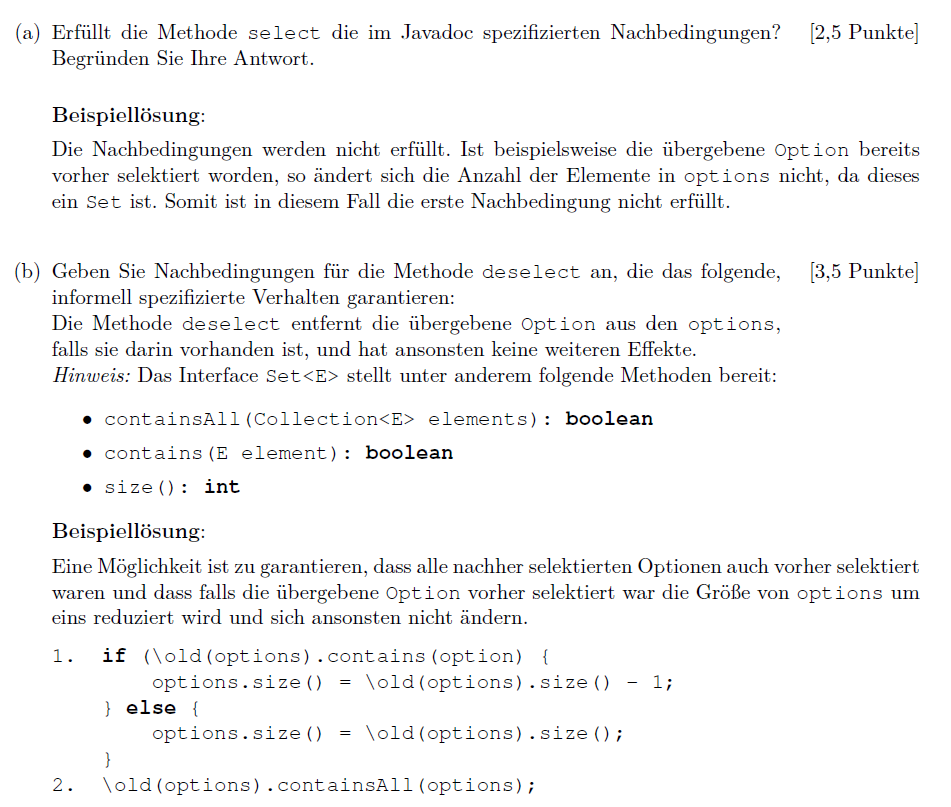 (a) Erfüllt die Methode select die im Javadoc spezifizierten Nachbedingungen? [2,5 Punkte]
Begründen Sie Ihre Antwort.
Beispiellösung:
Die Nachbedingungen werden nicht erfüllt. Ist beispielsweise die übergebene Option bereits
vorher selektiert worden, so ändert sich die Anzahl der Elemente in options nicht, da dieses
ein Set ist. Somit ist in diesem Fall die erste Nachbedingung nicht erfüllt.
(b) Geben Sie Nachbedingungen für die Methode deselect an, die das folgende, [3,5 Punkte]
informell spezifizierte Verhalten garantieren:
Die Methode deselect entfernt die übergebene Option aus den options,
falls sie darin vorhanden ist, und hat ansonsten keine weiteren Effekte.
Hinweis: Das Interface Set<E> stellt unter anderem folgende Methoden bereit:
• containsAll(Collection<E> elements): boolean
• contains(E element): boolean
• size(): int
Beispiellösung:
Eine Möglichkeit ist zu garantieren, dass alle nachher selektierten Optionen auch vorher selektiert
waren und dass falls die übergebene Option vorher selektiert war die Größe von options um
eins reduziert wird und sich ansonsten nicht ändern.
1. if (\old(options).contains(option) {
options.size() = \old(options).size() - 1;
} else {
options.size() = \old(options).size();
}
2. \old(options).containsAll(options);